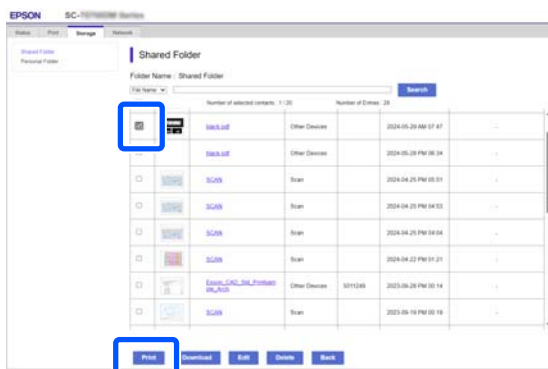 EPSON SC-
Status Print Storage Network
Shared Folder
Personal Folder
Shared Folder
Folder Name : Shared Folder
File Name Search
Number of selected contacts : 1 / 20 Number of Entries : 28
black.pdf Other Devices 2024-05-29 AM 07:47 -
black.pdf Other Devices 2024-05-28 PM 06:34 -
SCAN Scan 2024-04-25 PM 05:51 -
SCAN Scan 2024-04-25 PM 04:53 -
SCAN Scan 2024-04-25 PM 04:04 -
SCAN Scan 2024-04-22 PM 01:21 -
Other Devices 5011249 2023-09-28 PM 00:14 -
SCAN Scan 2023-09-19 PM 00:18 -
Print Download Edit Delete Back